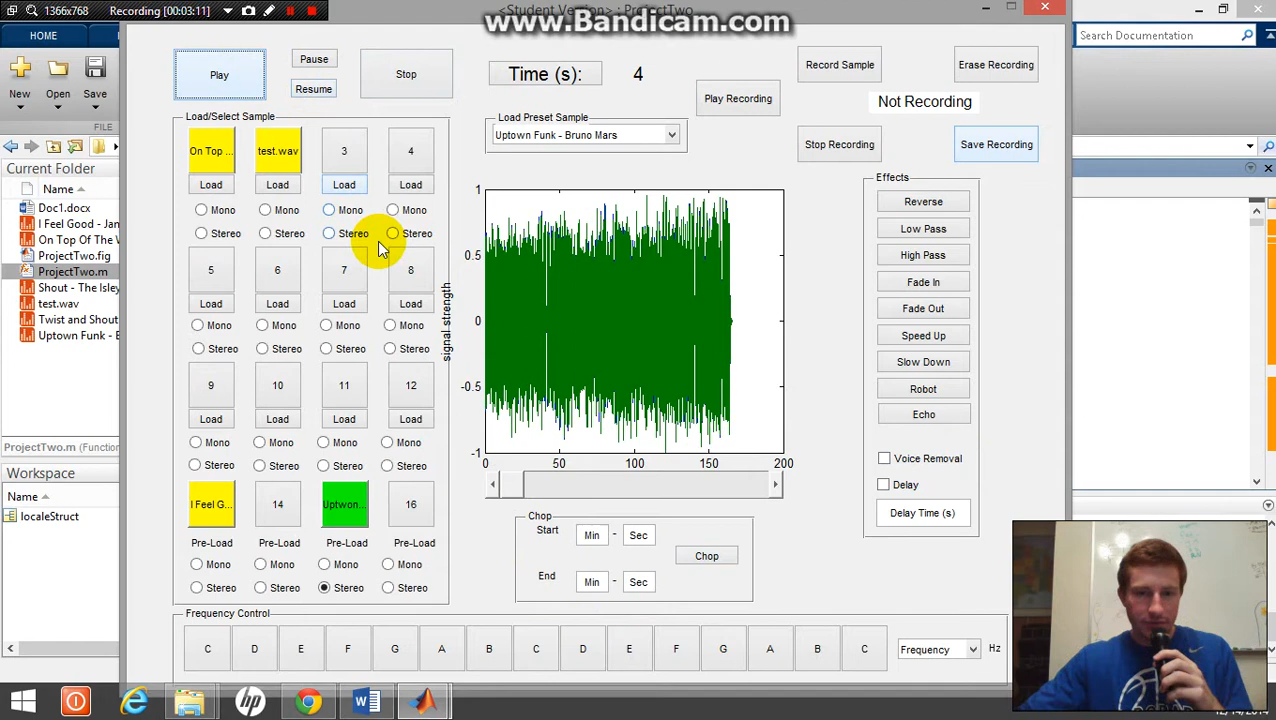 1366x768 Recording [00:03:11]
<Student Version> : ProjectTwo
www.Bandicam.com
HOME
Search Documentation
New Open Save
FILE
Current Folder
Name
Doc1.docx
I Feel Good - Jan
On Top Of The W
ProjectTwo.fig
ProjectTwo.m
Shout - The Isley
test.wav
Twist and Shout
Uptown Funk - B
ProjectTwo.m (Function
Workspace
Name
localeStruct
Play
Pause
Resume
Stop
Time (s): 4
Play Recording
Record Sample
Erase Recording
Not Recording
Stop Recording
Save Recording
Load Preset Sample
Uptown Funk - Bruno Mars
Load/Select Sample
On Top ... test.wav 3 4
Load Load Load Load
Mono Mono Mono Mono
Stereo Stereo Stereo Stereo
5 6 7 8
Load Load Load Load
Mono Mono Mono Mono
Stereo Stereo Stereo Stereo
9 10 11 12
Load Load Load Load
Mono Mono Mono Mono
Stereo Stereo Stereo Stereo
I Feel G... 14 Uptwon... 16
Pre-Load Pre-Load Pre-Load Pre-Load
Mono Mono Mono Mono
Stereo Stereo Stereo Stereo
signal strength
1
0.5
0
-0.5
-1
0 50 100 150 200
Chop
Start Min - Sec
Chop
End Min - Sec
Effects
Reverse
Low Pass
High Pass
Fade In
Fade Out
Speed Up
Slow Down
Robot
Echo
Voice Removal
Delay
Delay Time (s)
Frequency Control
C D E F G A B C D E F G A B C
Frequency Hz
12/14/2014